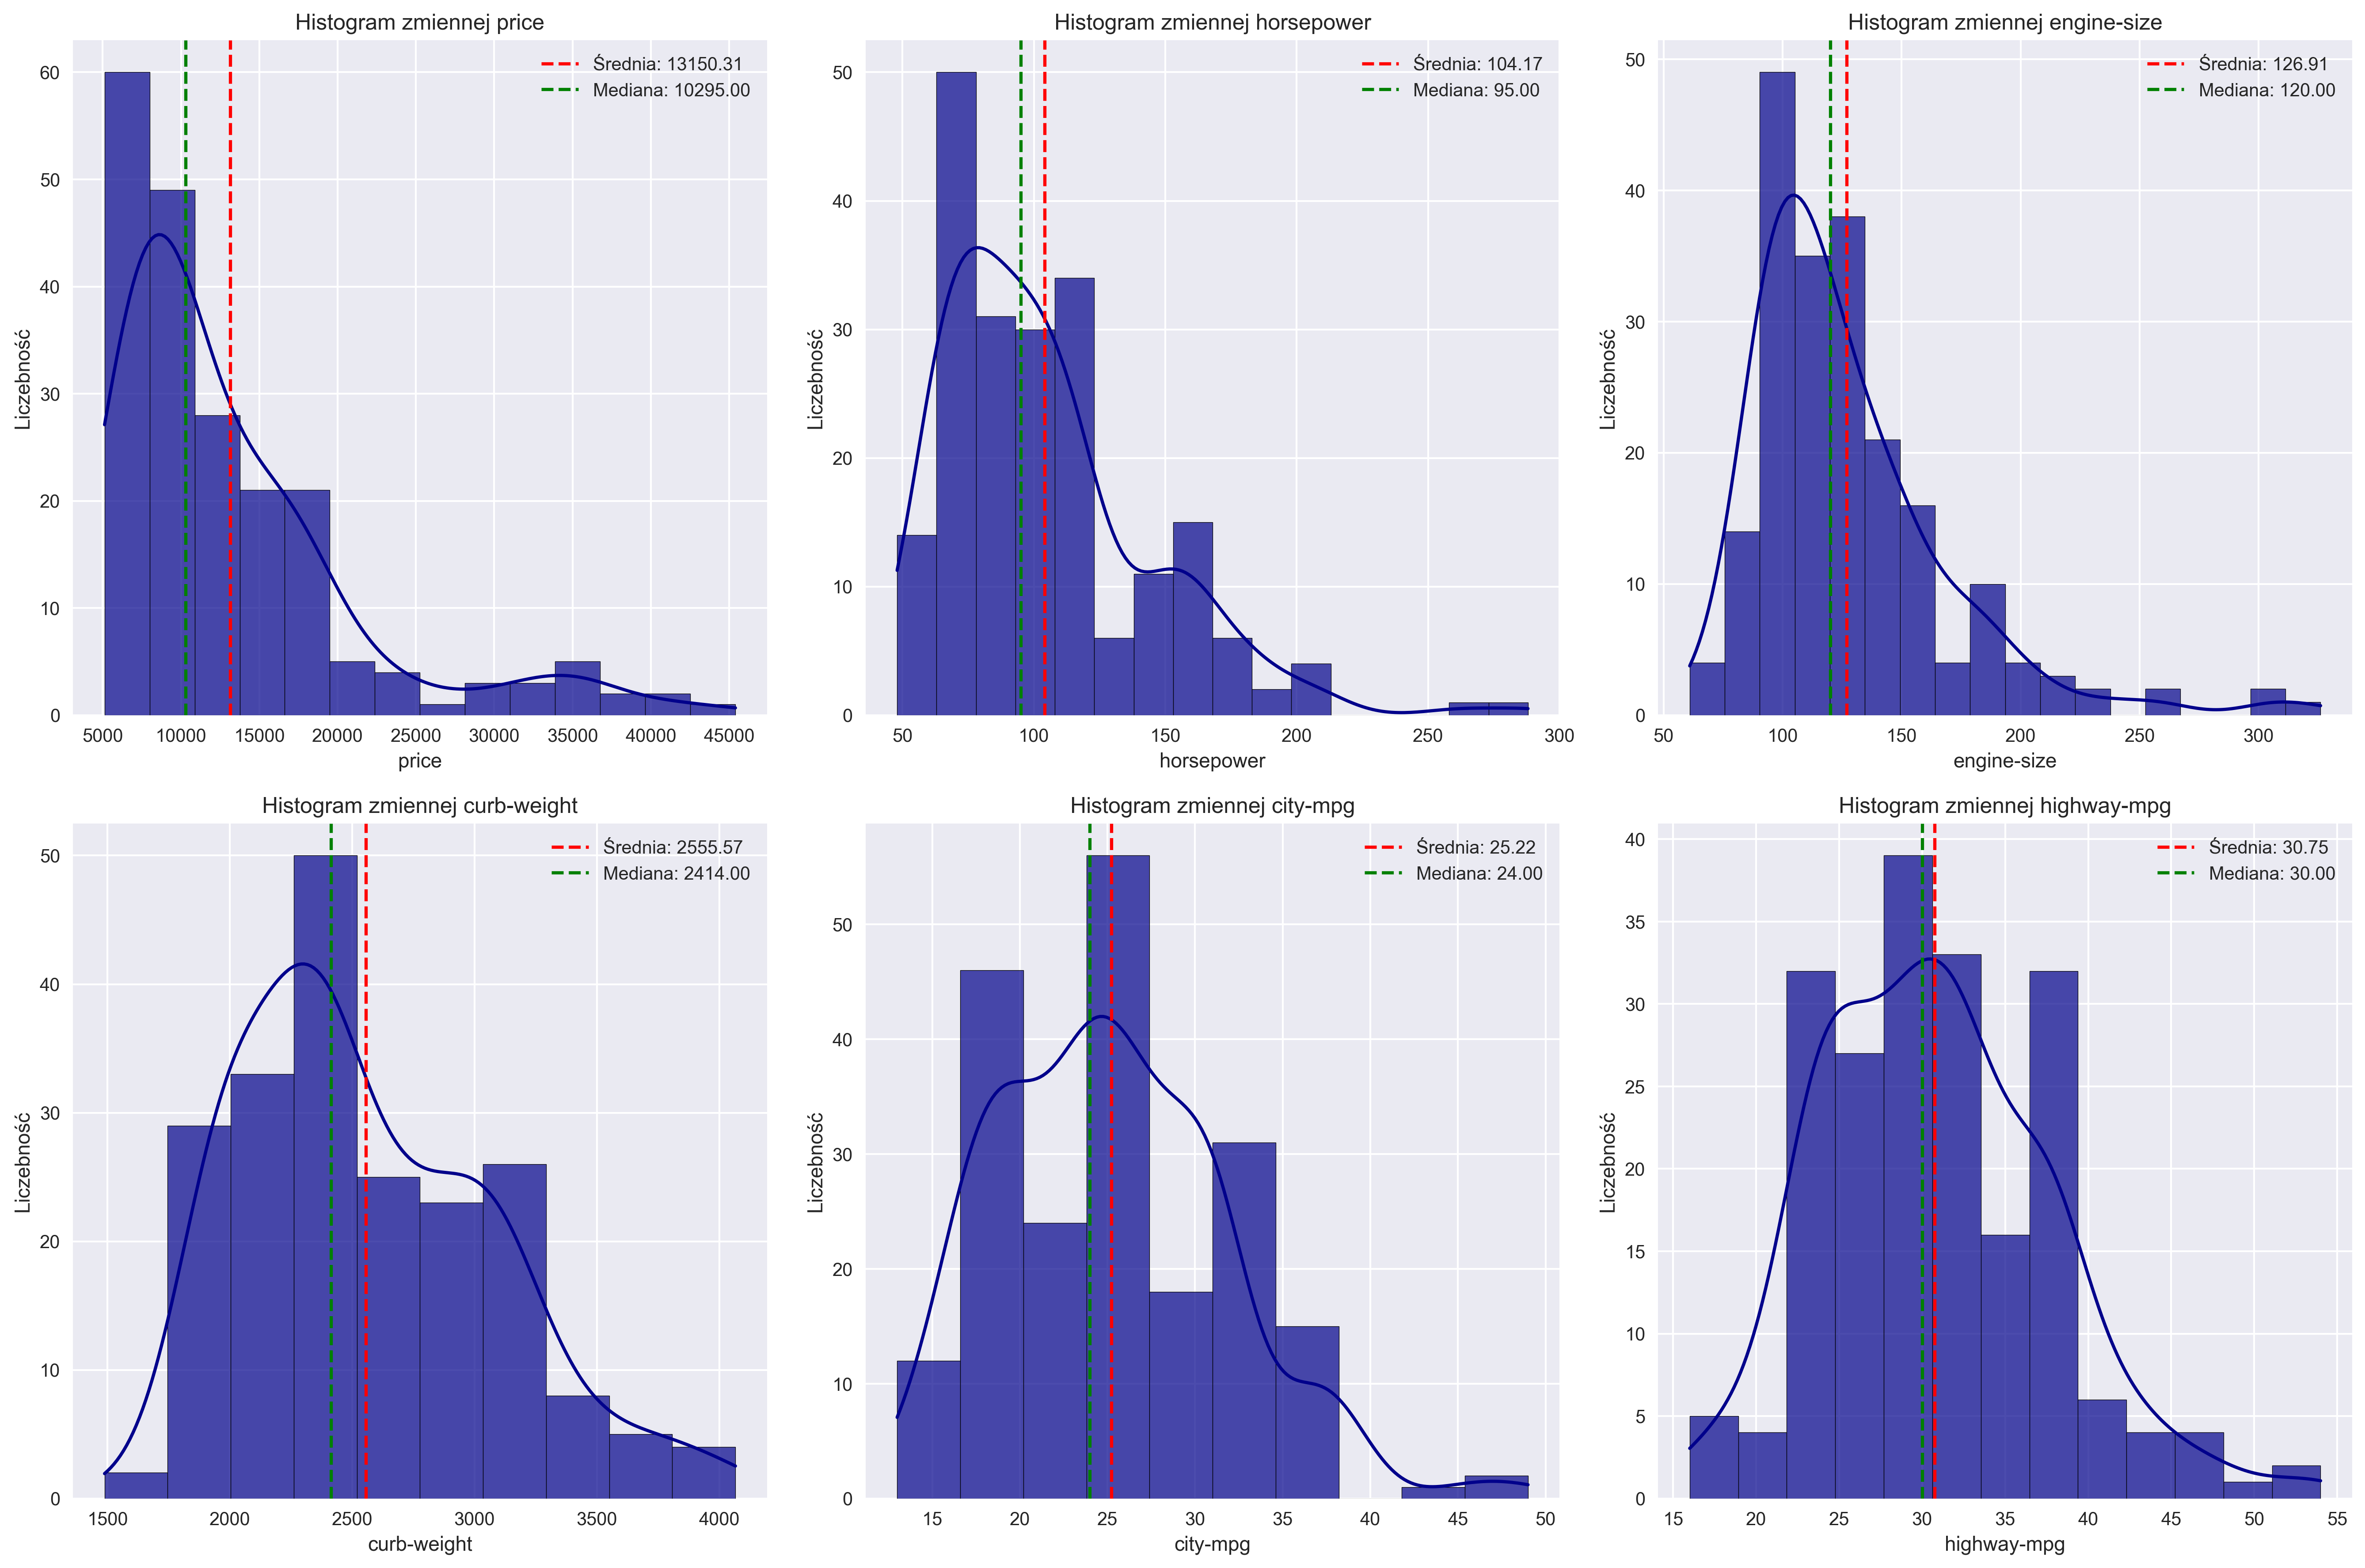 Histogram zmiennej price
Średnia: 13150.31
Mediana: 10295.00
60
50
40
30
20
10
0
Liczebność
5000 10000 15000 20000 25000 30000 35000 40000 45000
price
Histogram zmiennej horsepower
Średnia: 104.17
Mediana: 95.00
50
40
30
20
10
0
Liczebność
50 100 150 200 250 300
horsepower
Histogram zmiennej engine-size
Średnia: 126.91
Mediana: 120.00
50
40
30
20
10
0
Liczebność
50 100 150 200 250 300
engine-size
Histogram zmiennej curb-weight
Średnia: 2555.57
Mediana: 2414.00
50
40
30
20
10
0
Liczebność
1500 2000 2500 3000 3500 4000
curb-weight
Histogram zmiennej city-mpg
Średnia: 25.22
Mediana: 24.00
50
40
30
20
10
0
Liczebność
15 20 25 30 35 40 45 50
city-mpg
Histogram zmiennej highway-mpg
Średnia: 30.75
Mediana: 30.00
40
35
30
25
20
15
10
5
0
Liczebność
15 20 25 30 35 40 45 50 55
highway-mpg